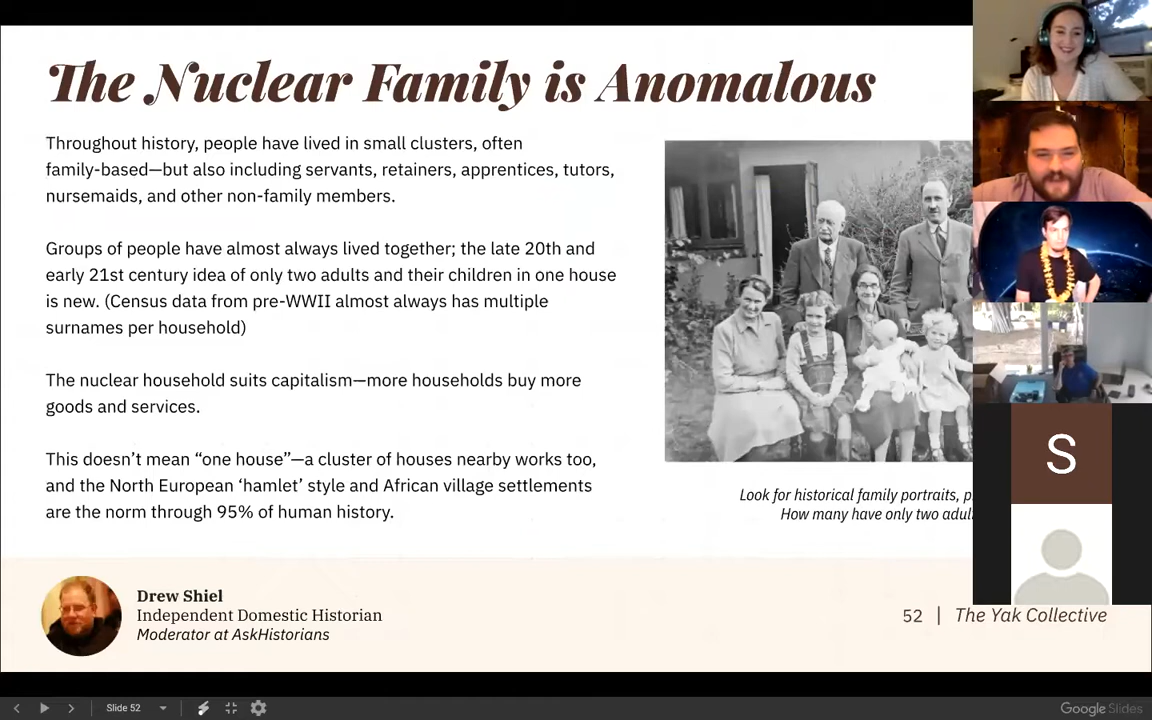 The Nuclear Family is Anomalous
Throughout history, people have lived in small clusters, often
family-based—but also including servants, retainers, apprentices, tutors,
nursemaids, and other non-family members.
Groups of people have almost always lived together; the late 20th and
early 21st century idea of only two adults and their children in one house
is new. (Census data from pre-WWII almost always has multiple
surnames per household)
The nuclear household suits capitalism—more households buy more
goods and services.
This doesn’t mean “one house”—a cluster of houses nearby works too,
and the North European ‘hamlet’ style and African village settlements
are the norm through 95% of human history.
Look for historical family portraits,
How many have only two
S
Drew Shiel
Independent Domestic Historian
Moderator at AskHistorians
52 | The Yak Collective
Slide 52
Google Slides